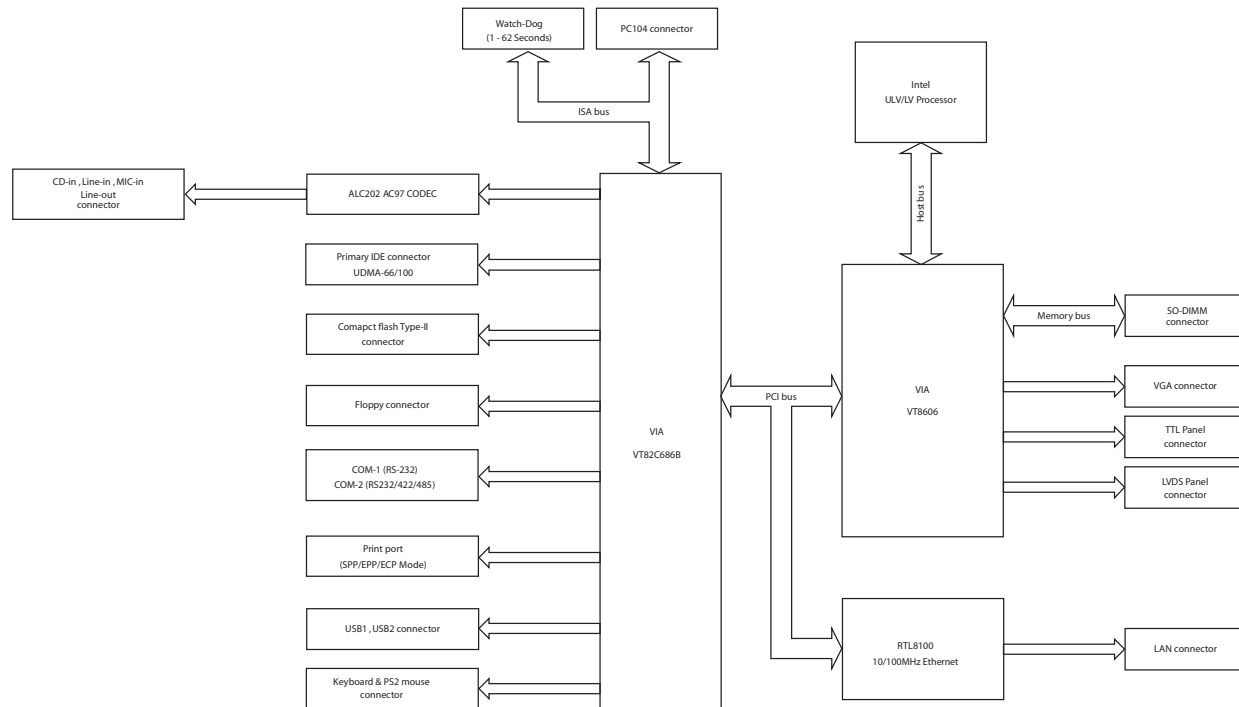 Watch-Dog
(1 - 62 Seconds)
PC104 connector
ISA bus
Intel
ULV/LV Processor
Host bus
CD-in , Line-in , MIC-in
Line-out
connector
ALC202 AC97 CODEC
Primary IDE connector
UDMA-66/100
Comapct flash Type-II
connector
Floppy connector
COM-1 (RS-232)
COM-2 (RS232/422/485)
Print port
(SPP/EPP/ECP Mode)
USB1 , USB2 connector
Keyboard & PS2 mouse
connector
VIA
VT82C686B
PCI bus
VIA
VT8606
Memory bus
SO-DIMM
connector
VGA connector
TTL Panel
connector
LVDS Panel
connector
RTL8100
10/100MHz Ethernet
LAN connector